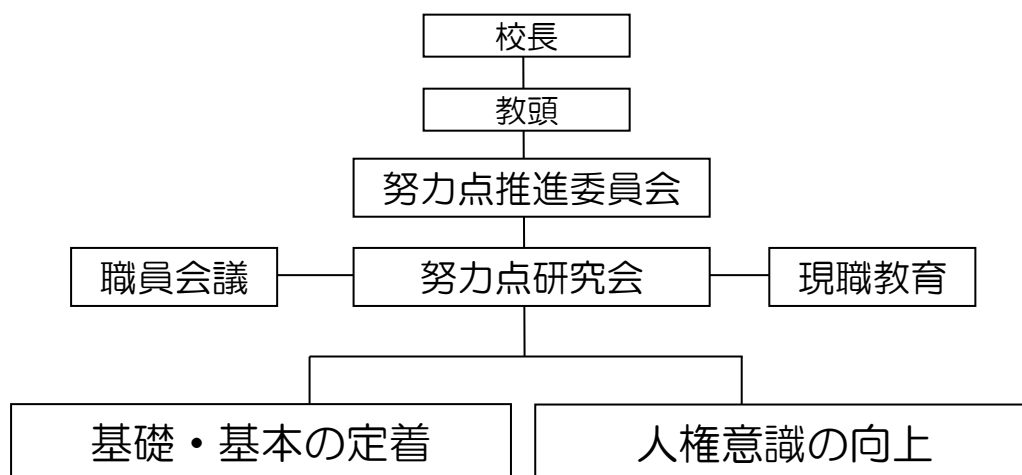 校長
教頭
努力点推進委員会
職員会議
努力点研究会
現職教育
基礎・基本の定着
人権意識の向上